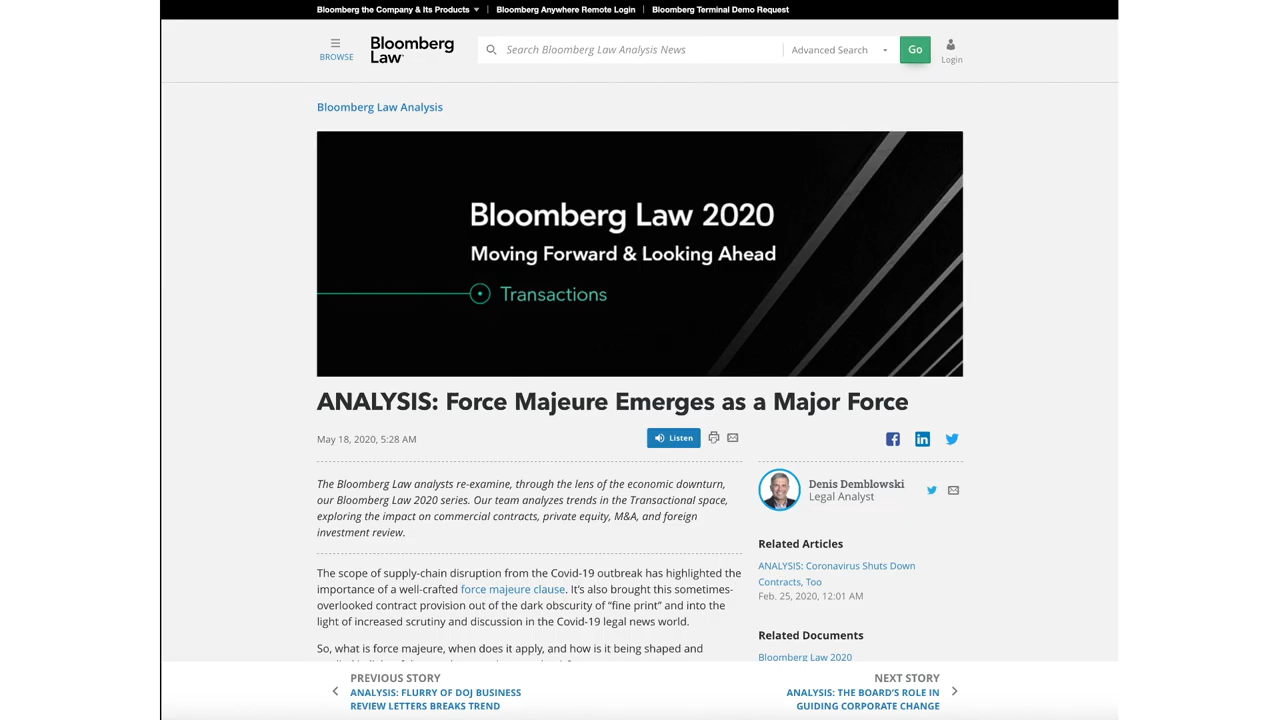 Bloomberg the Company & Its Products
Bloomberg Anywhere Remote Login
Bloomberg Terminal Demo Request
BROWSE
Bloomberg
Law
Search Bloomberg Law Analysis News
Advanced Search
Go
Login
Bloomberg Law Analysis
Bloomberg Law 2020
Moving Forward & Looking Ahead
Transactions
ANALYSIS: Force Majeure Emerges as a Major Force
May 18, 2020, 5:28 AM
Listen
The Bloomberg Law analysts re-examine, through the lens of the economic downturn,
our Bloomberg Law 2020 series. Our team analyzes trends in the Transactional space,
exploring the impact on commercial contracts, private equity, M&A, and foreign
investment review.
The scope of supply-chain disruption from the Covid-19 outbreak has highlighted the
importance of a well-crafted force majeure clause. It's also brought this sometimes-
overlooked contract provision out of the dark obscurity of “fine print” and into the
light of increased scrutiny and discussion in the Covid-19 legal news world.
So, what is force majeure, when does it apply, and how is it being shaped and
Denis Demblowski
Legal Analyst
Related Articles
ANALYSIS: Coronavirus Shuts Down
Contracts, Too
Feb. 25, 2020, 12:01 AM
Related Documents
Bloomberg Law 2020
PREVIOUS STORY
ANALYSIS: FLURRY OF DOJ BUSINESS
REVIEW LETTERS BREAKS TREND
NEXT STORY
ANALYSIS: THE BOARD'S ROLE IN
GUIDING CORPORATE CHANGE